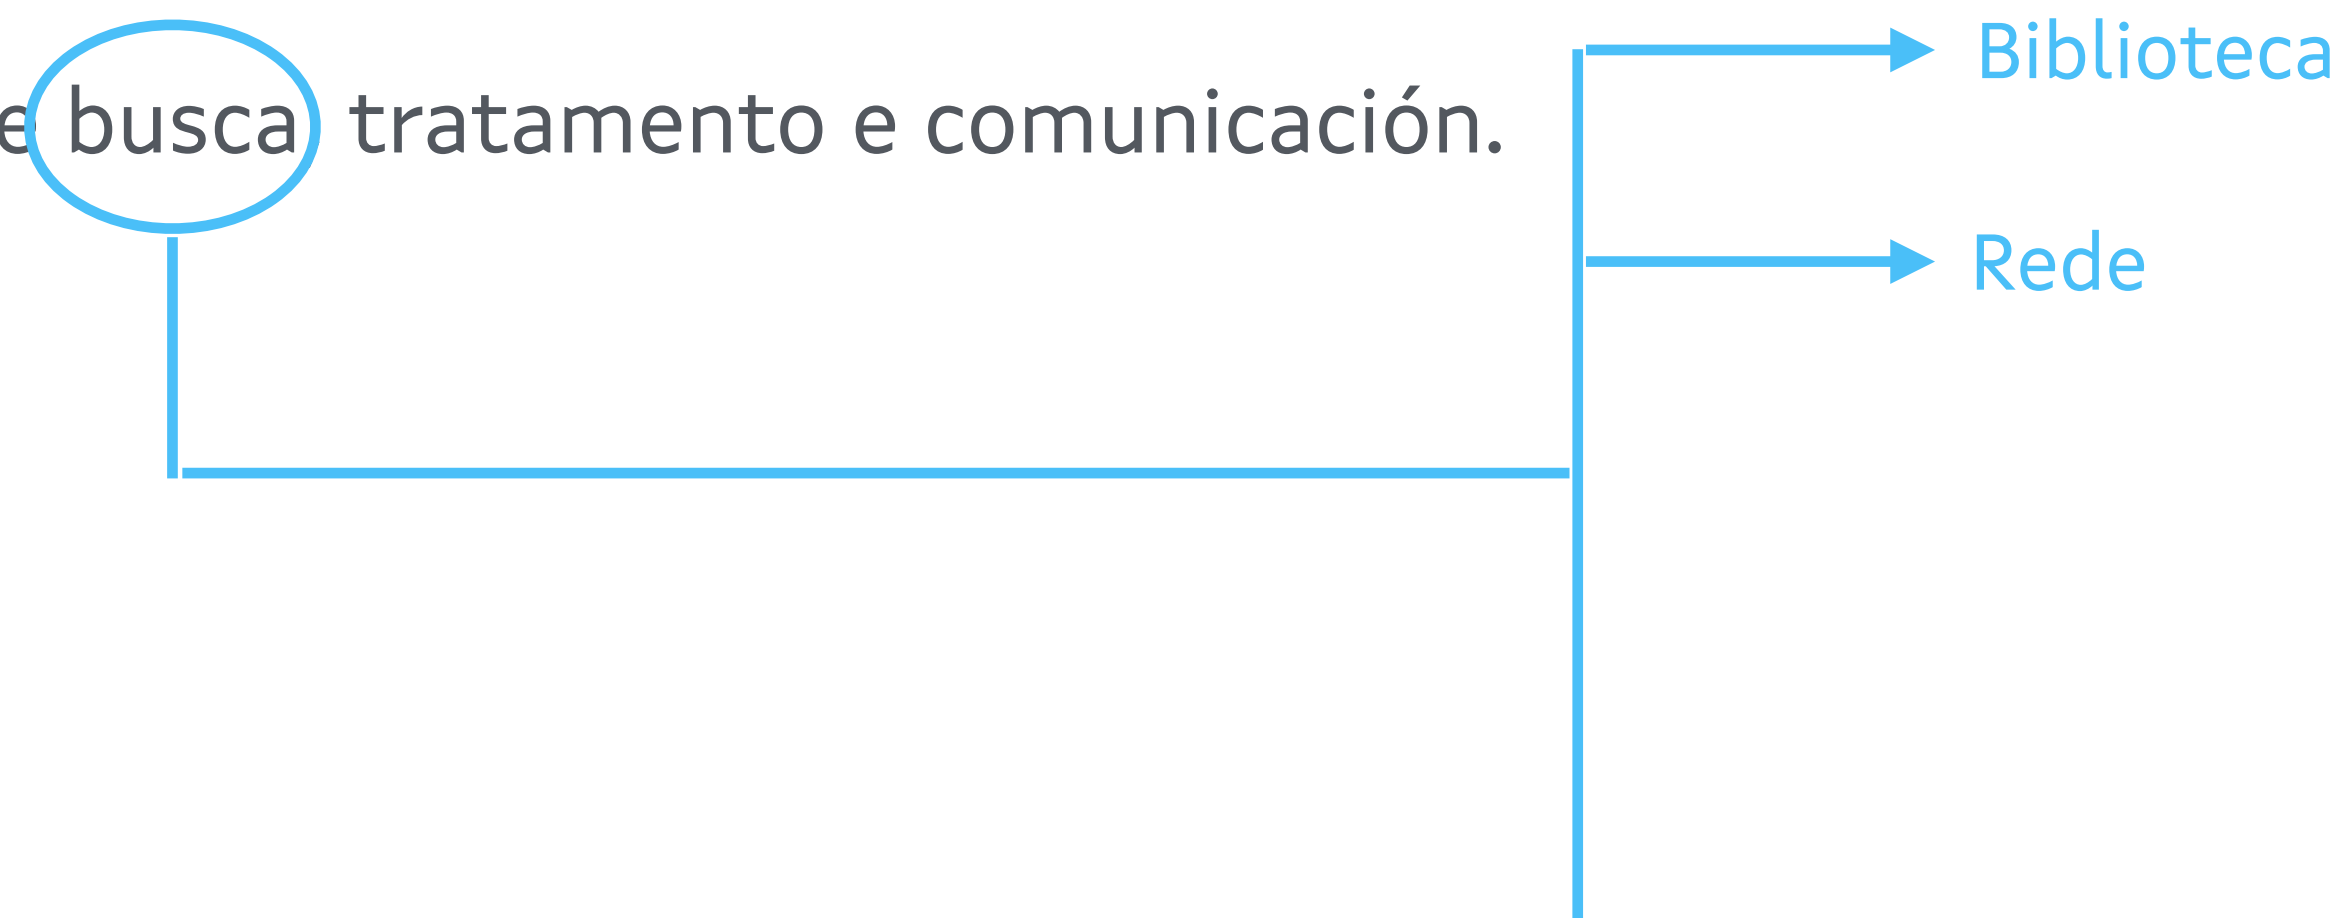 Biblioteca
e busca tratamento e comunicación.
Rede